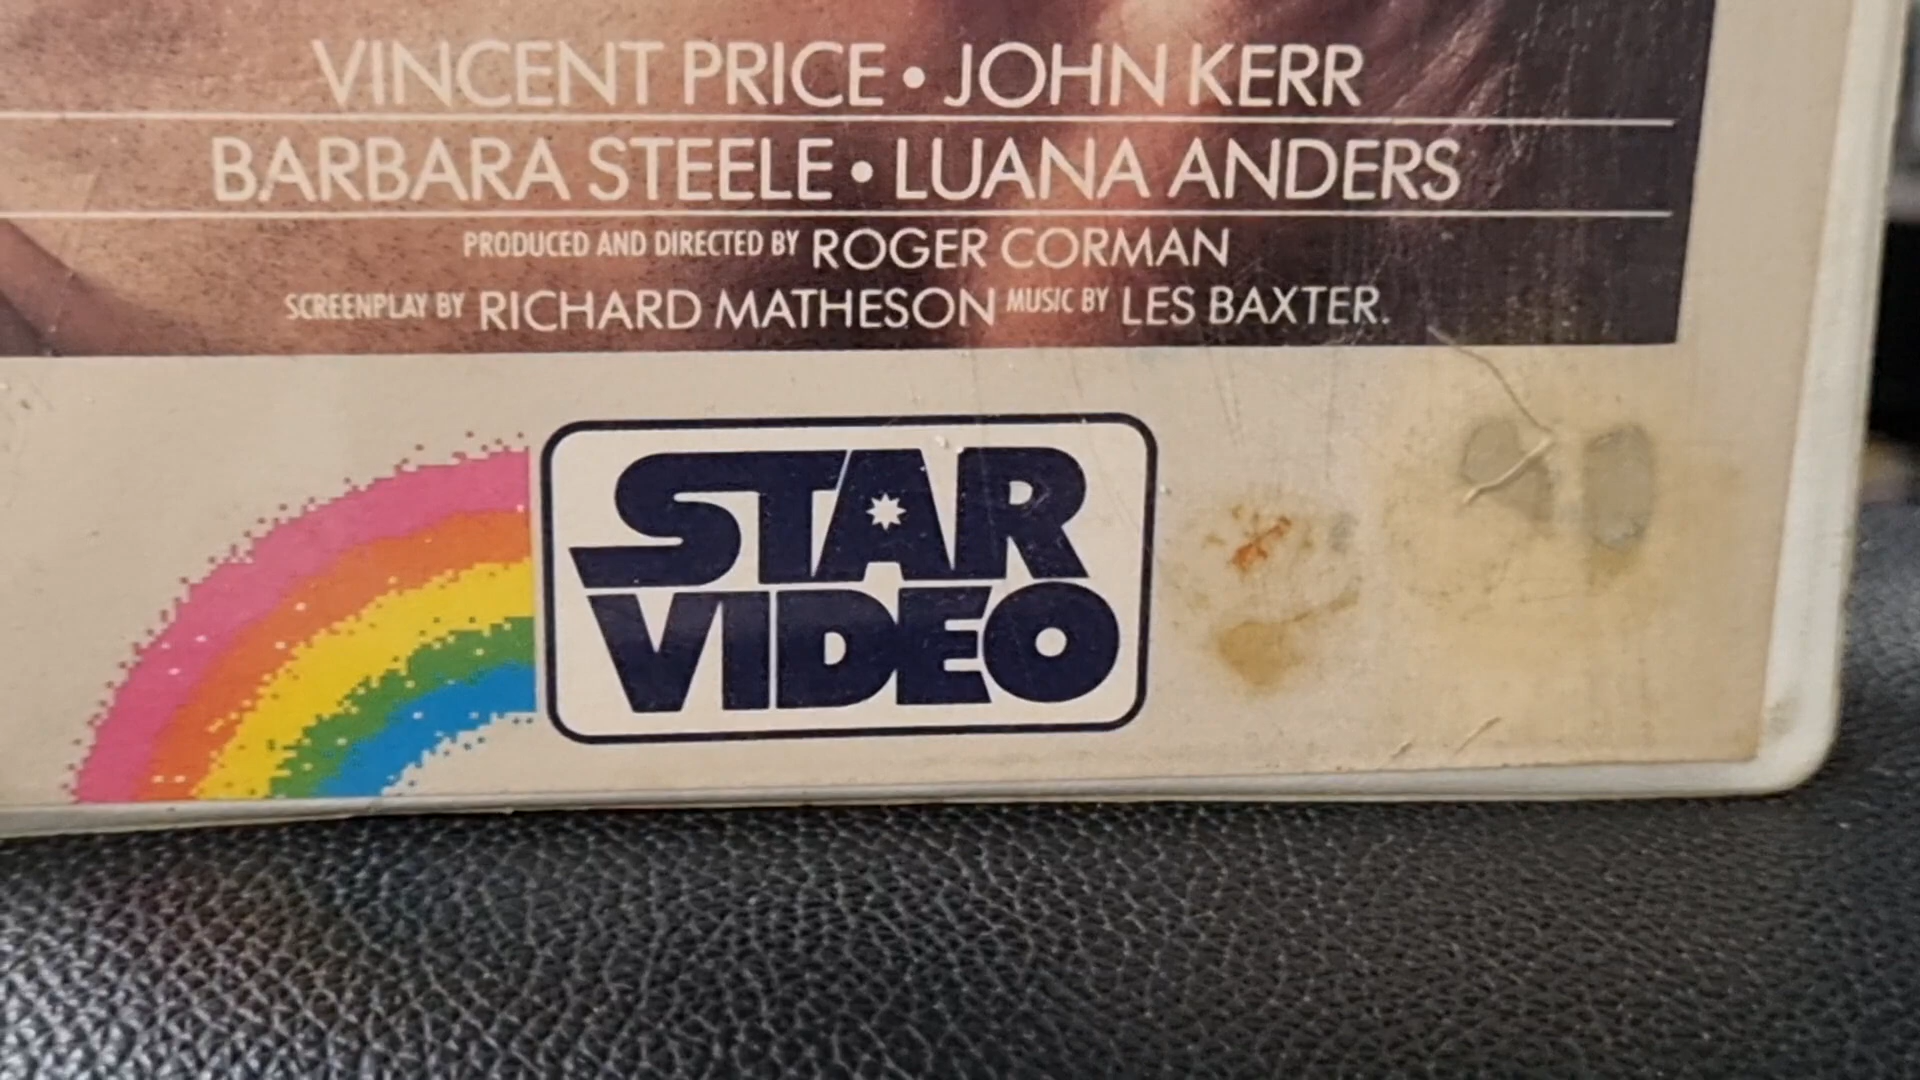 VINCENT PRICE • JOHN KERR
BARBARA STEELE • LUANA ANDERS
PRODUCED AND DIRECTED BY ROGER CORMAN
SCREENPLAY BY RICHARD MATHESON MUSIC BY LES BAXTER.
STAR
VIDEO